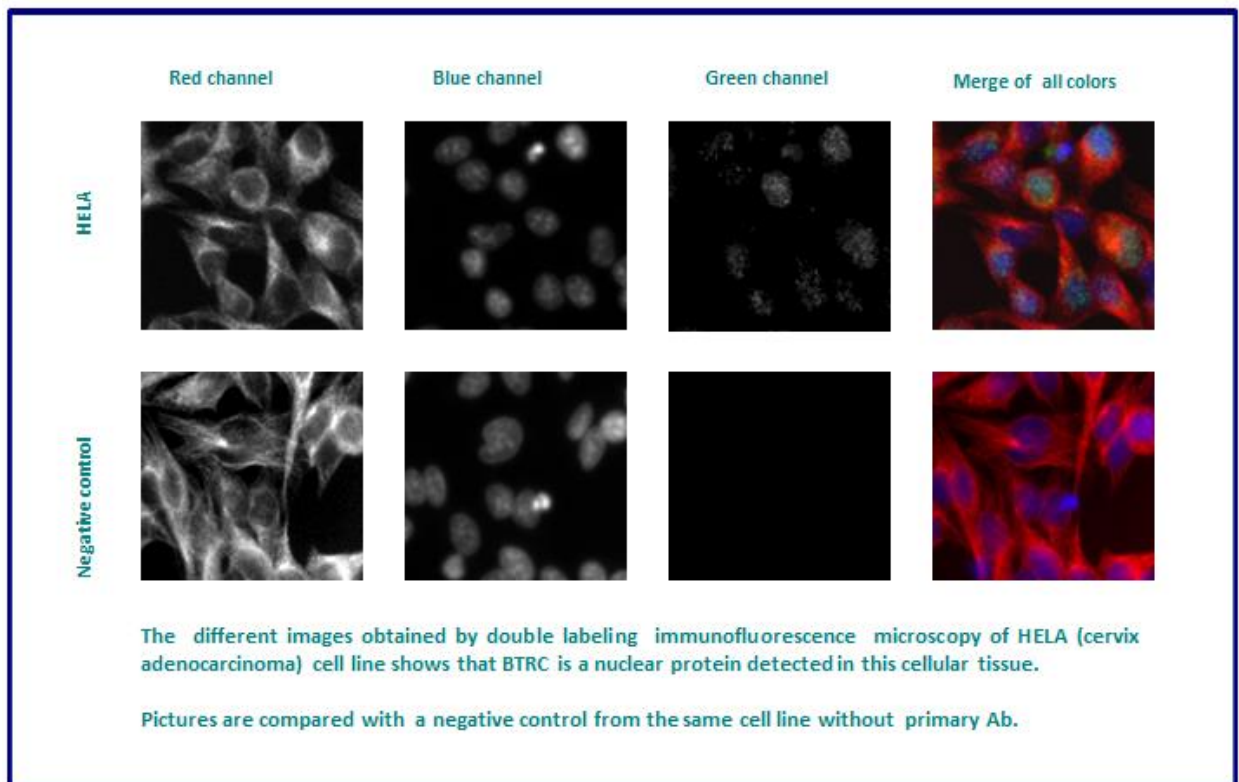 Red channel
Blue channel
Green channel
Merge of all colors
HELA
Negative control
The different images obtained by double labeling immunofluorescence microscopy of HELA (cervix
adenocarcinoma) cell line shows that BTRC is a nuclear protein detected in this cellular tissue.
Pictures are compared with a negative control from the same cell line without primary Ab.